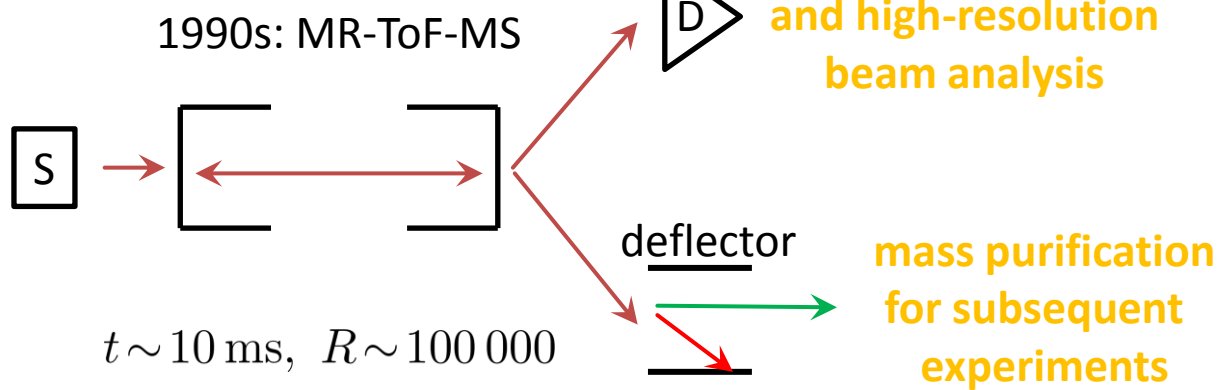 1990s: MR-ToF-MS
S
D
and high-resolution
beam analysis
deflector
mass purification
for subsequent
experiments
t∼10 ms, R∼100 000